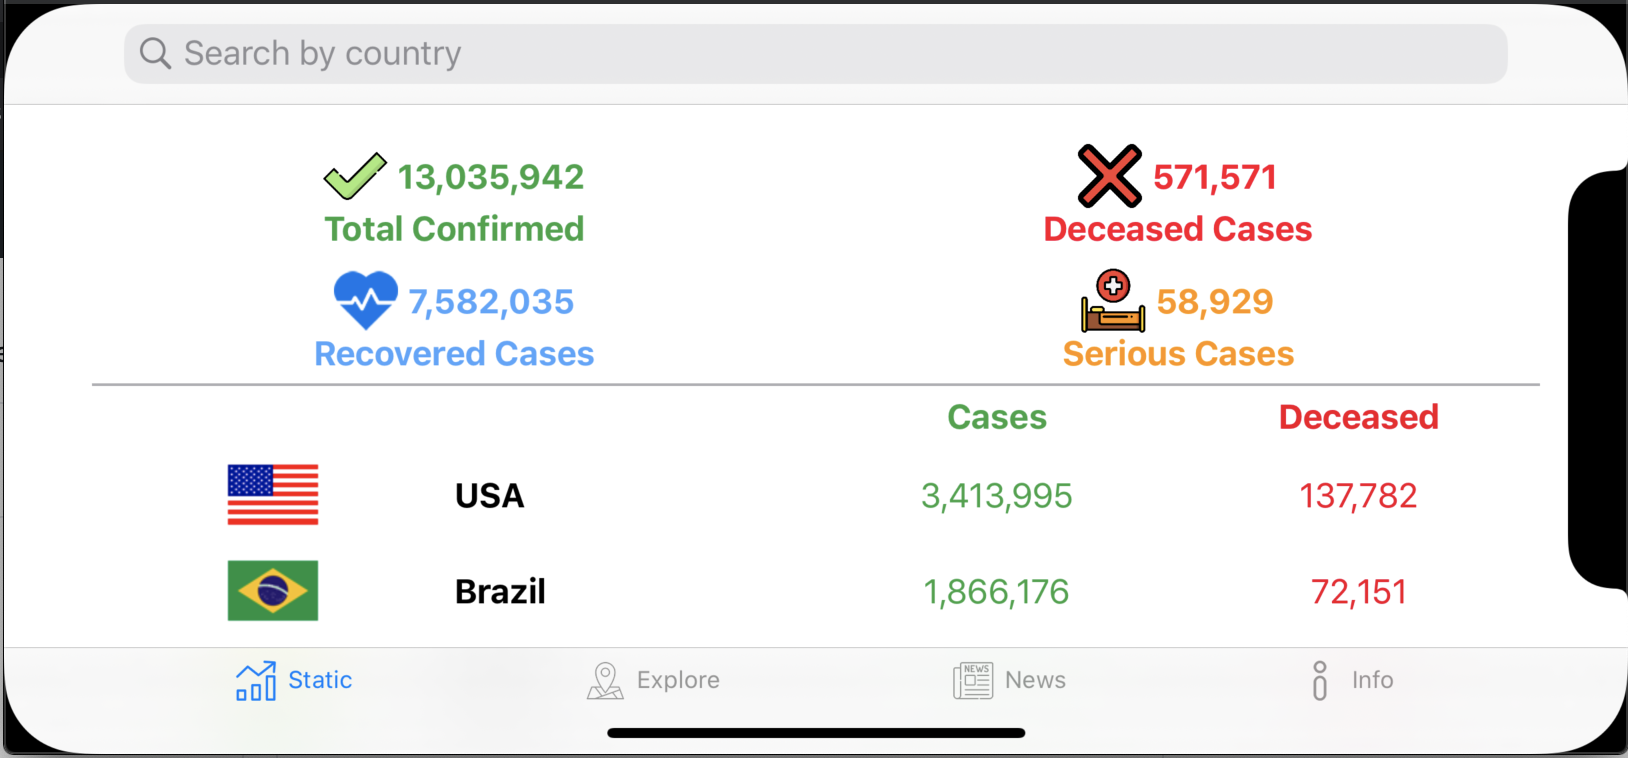 Search by country
13,035,942
Total Confirmed
571,571
Deceased Cases
7,582,035
Recovered Cases
58,929
Serious Cases
Cases Deceased
USA 3,413,995 137,782
Brazil 1,866,176 72,151
Static Explore NEWS News Info